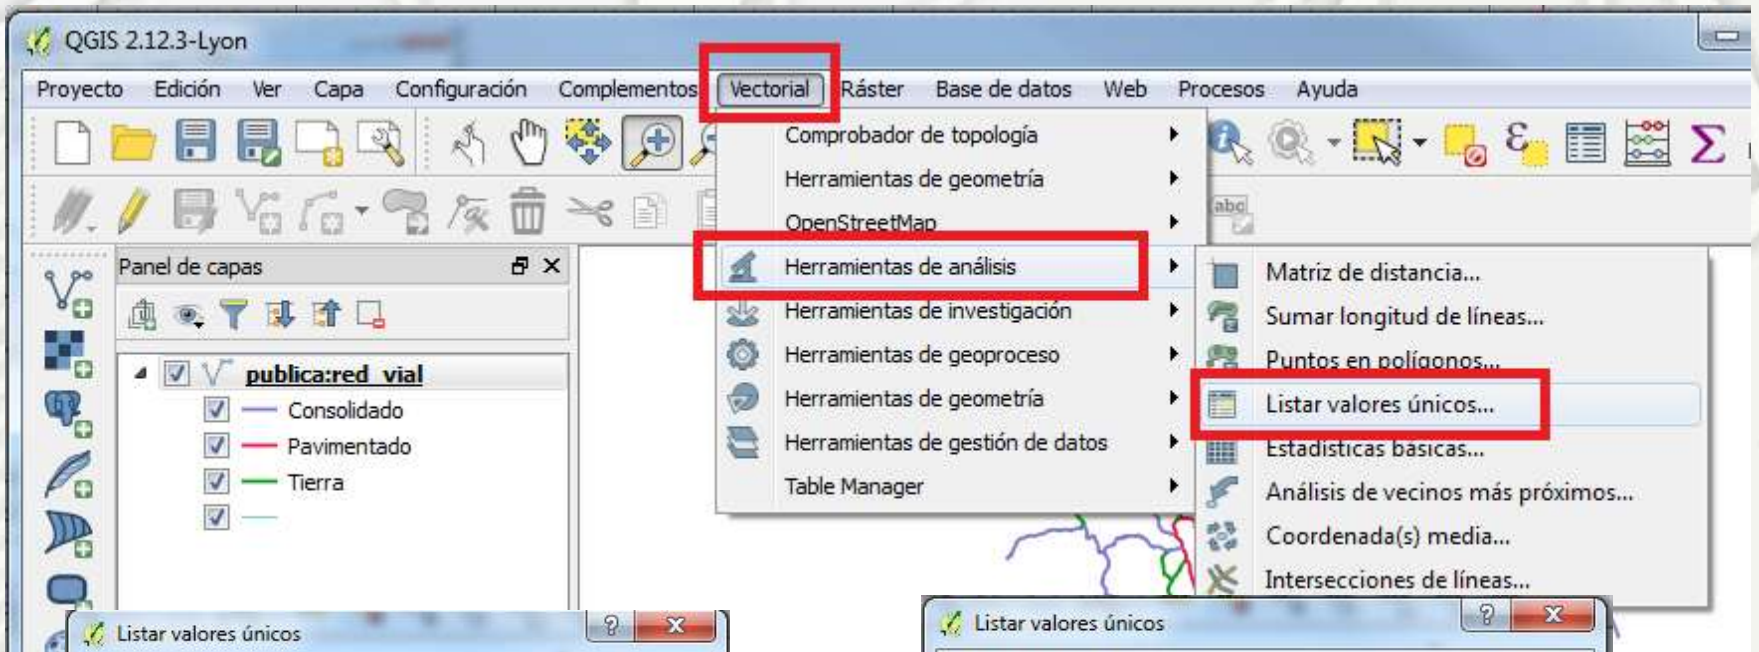 QGIS 2.12.3-Lyon
Proyecto Edición Ver Capa Configuración Complementos Vectorial Ráster Base de datos Web Procesos Ayuda
Comprobador de topología
Herramientas de geometría
OpenStreetMap
Herramientas de análisis
Herramientas de investigación
Herramientas de geoproceso
Herramientas de geometría
Herramientas de gestión de datos
Table Manager
abc
Matriz de distancia...
Sumar longitud de líneas...
Puntos en polígonos...
Listar valores únicos...
Estadísticas básicas...
Análisis de vecinos más próximos...
Coordenada(s) media...
Intersecciones de líneas...
Panel de capas
publica:red_vial
Consolidado
Pavimentado
Tierra
Listar valores únicos
Listar valores únicos